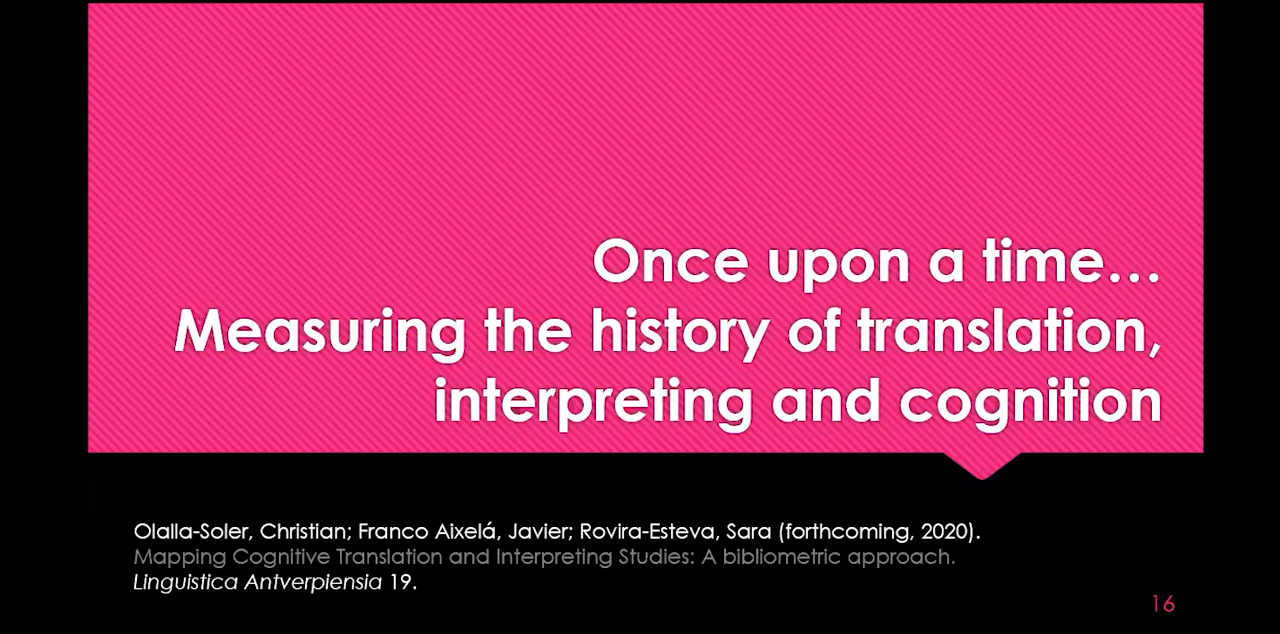 Once upon a time…
Measuring the history of translation,
interpreting and cognition
Olalla-Soler, Christian; Franco Aixelá, Javier; Rovira-Esteva, Sara (forthcoming, 2020).
Mapping Cognitive Translation and Interpreting Studies: A bibliometric approach.
Linguistica Antverpiensia 19.
16